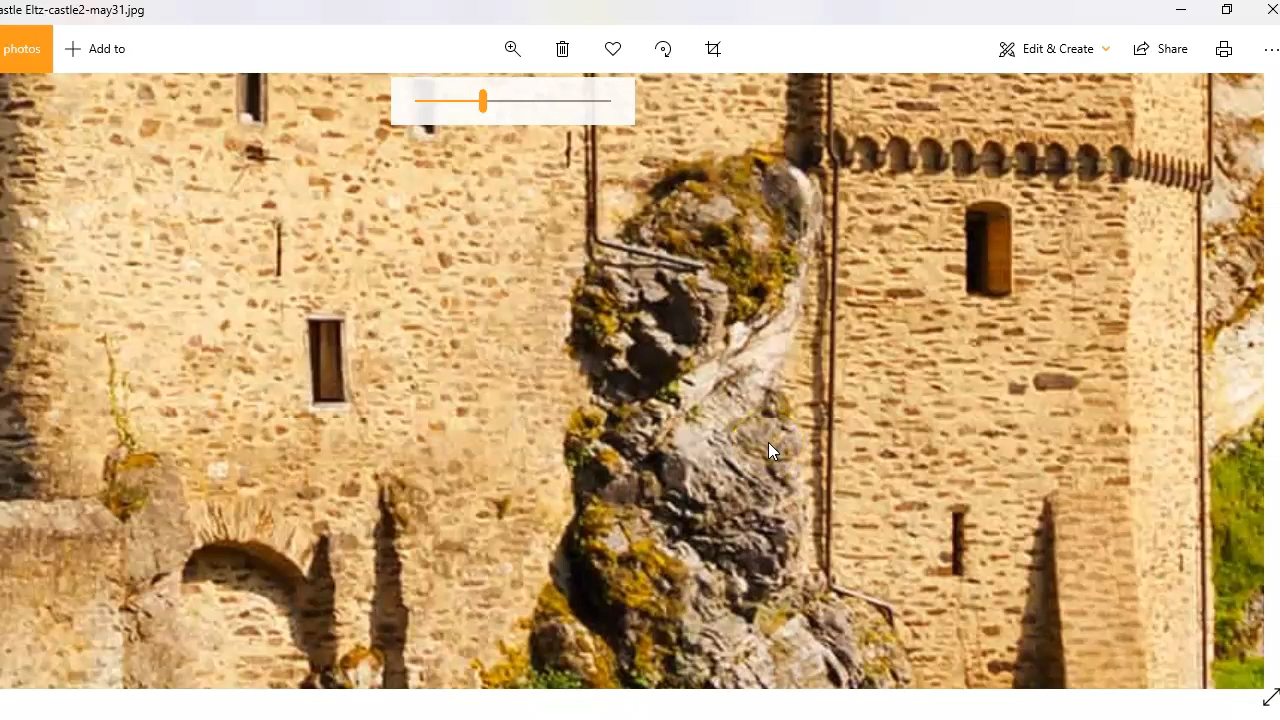 astle Eltz-castle2-may31.jpg
photos
Add to
Edit & Create
Share